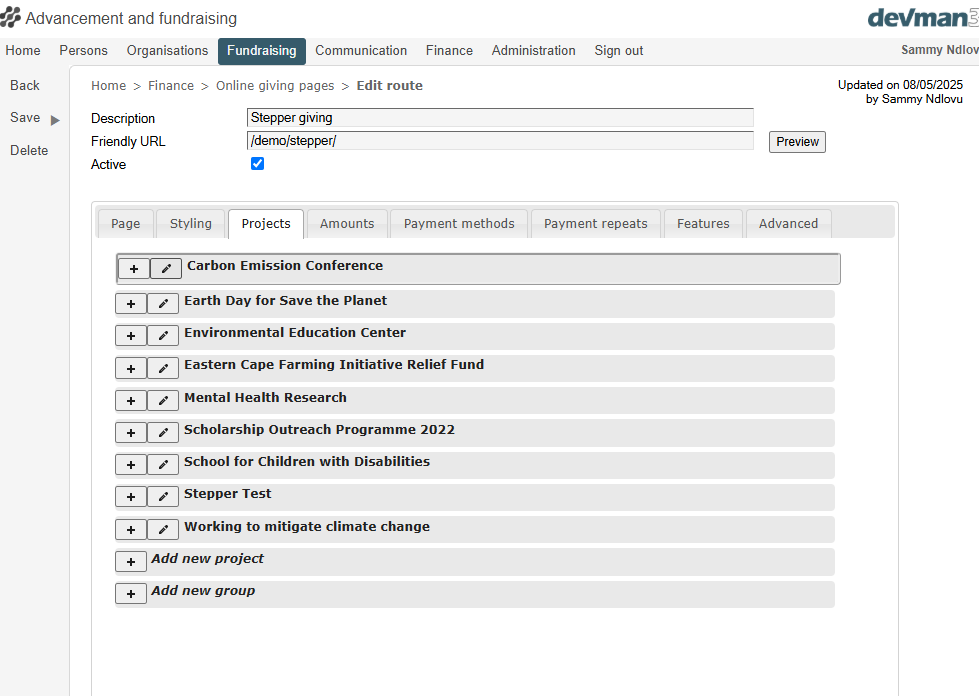 Advancement and fundraising
devman3
Home Persons Organisations Fundraising Communication Finance Administration Sign out Sammy Ndlov
Back
Save
Delete
Home > Finance > Online giving pages > Edit route
Updated on 08/05/2025
by Sammy Ndlovu
Description Stepper giving
Friendly URL /demo/stepper/ Preview
Active
Page Styling Projects Amounts Payment methods Payment repeats Features Advanced
+ Carbon Emission Conference
+ Earth Day for Save the Planet
+ Environmental Education Center
+ Eastern Cape Farming Initiative Relief Fund
+ Mental Health Research
+ Scholarship Outreach Programme 2022
+ School for Children with Disabilities
+ Stepper Test
+ Working to mitigate climate change
+ Add new project
+ Add new group